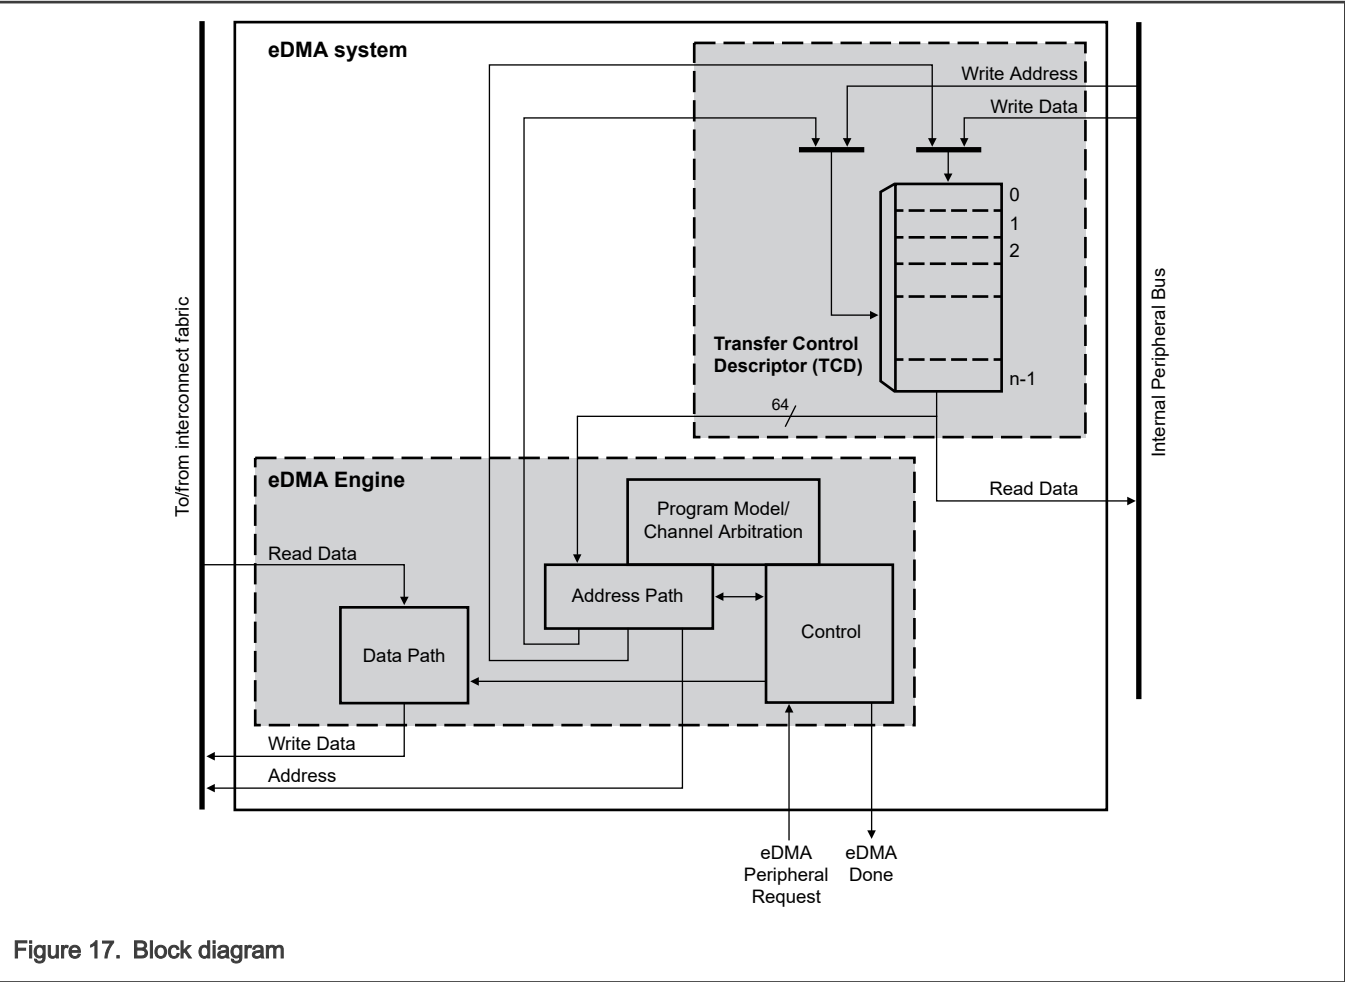 eDMA system
Write Address
Write Data
0
1
2
Transfer Control
Descriptor (TCD)
n-1
64
To/from interconnect fabric
Internal Peripheral Bus
eDMA Engine
Read Data
Program Model/
Channel Arbitration
Read Data
Address Path
Control
Data Path
Write Data
Address
eDMA
Peripheral
Request
eDMA
Done
Figure 17. Block diagram